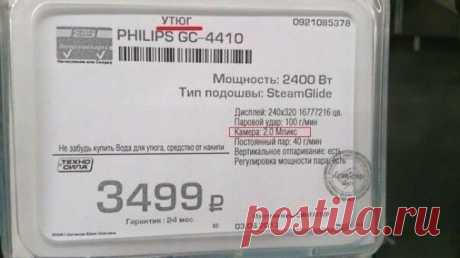 УТЮГ
0921085378
PHILIPS GC-4410
Мощность: 2400 Вт
Тип подошвы: SteamGlide
Дисплей: 240x320 16777216 цв.
Паровой удар: 100 г/мин
Камера: 2.0 Мпикс
Постоянный пар: 40 г/мин
Вертикальное отпаривание: есть
Регулировка мощности пара: есть
Не забудь купить Вода для утюга, средство от накипи
ТЕХНО
СИЛА
3499 ₽
Гарантия: 24 мес.
postila.ru